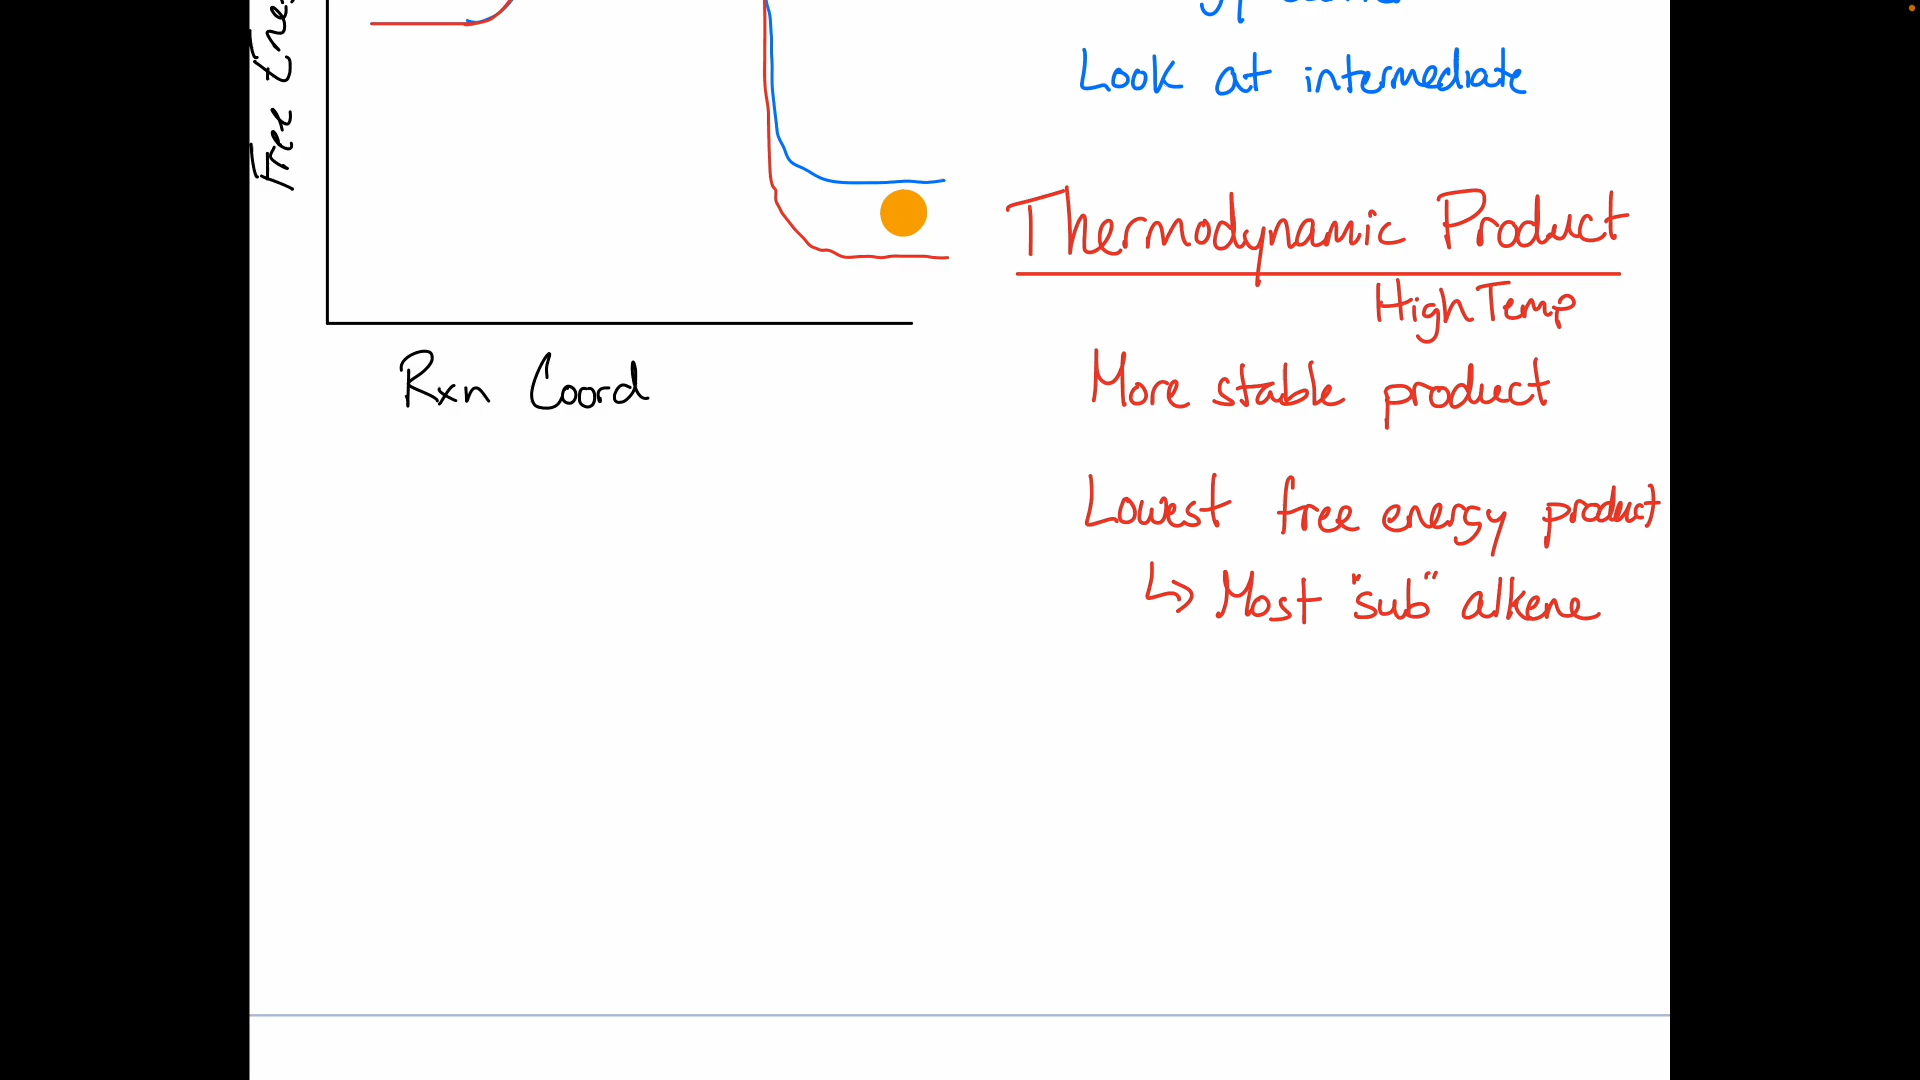 Free
Look at intermediate
Thermodynamic Product
High Temp
More stable product
Lowest free energy product
↳ Most "sub" alkene
Rxn Coord